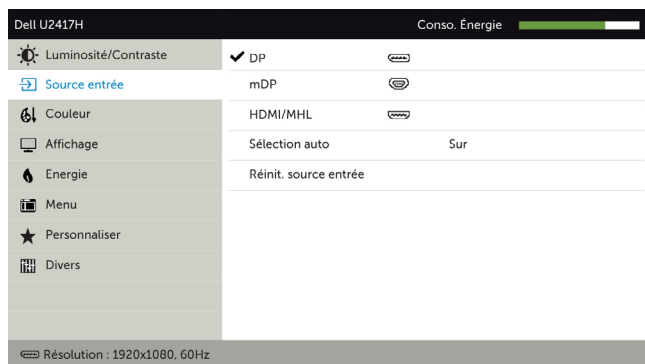 Dell U2417H Conso. Énergie
Luminosité/Contraste DP
Source entrée mDP
Couleur HDMI/MHL
Affichage Sélection auto Sur
Energie Réinit. source entrée
Menu
Personnaliser
Divers
Résolution : 1920x1080, 60Hz